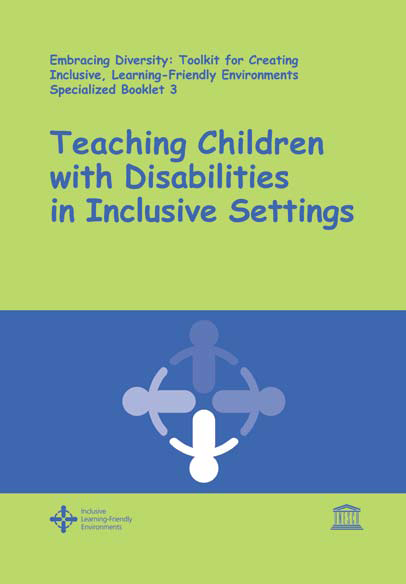 Embracing Diversity: Toolkit for Creating
Inclusive, Learning-Friendly Environments
Specialized Booklet 3
Teaching Children
with Disabilities
in Inclusive Settings
Inclusive
Learning-Friendly
Environments
UNESCO